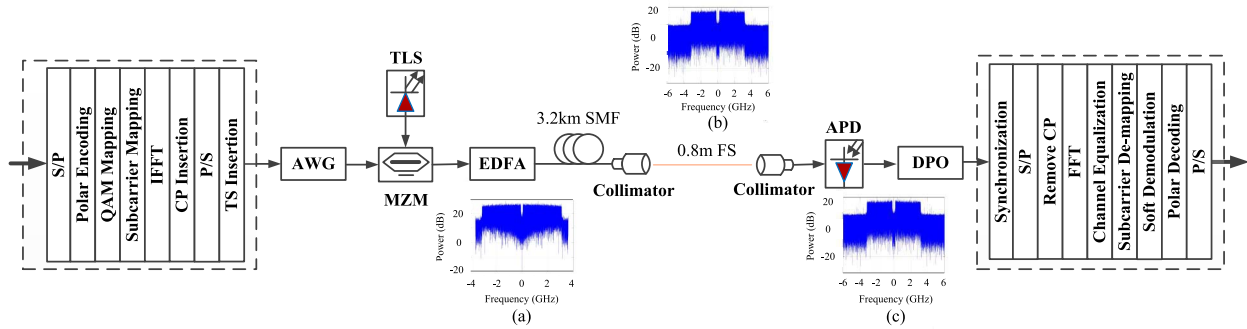 S/P
Polar Encoding
QAM Mapping
Subcarrier Mapping
IFFT
CP Insertion
P/S
TS Insertion
AWG
TLS
MZM
EDFA
3.2km SMF
Collimator
0.8m FS
Collimator
APD
DPO
Synchronization
S/P
Remove CP
FFT
Channel Equalization
Subcarrier De-mapping
Soft Demodulation
Polar Decoding
P/S
Power (dB)
20
0
-20
-4 -2 0 2 4
Frequency (GHz)
(a)
Power (dB)
20
0
-20
-6 -4 -2 0 2 4 6
Frequency (GHz)
(b)
Power (dB)
20
0
-20
-6 -4 -2 0 2 4 6
Frequency (GHz)
(c)